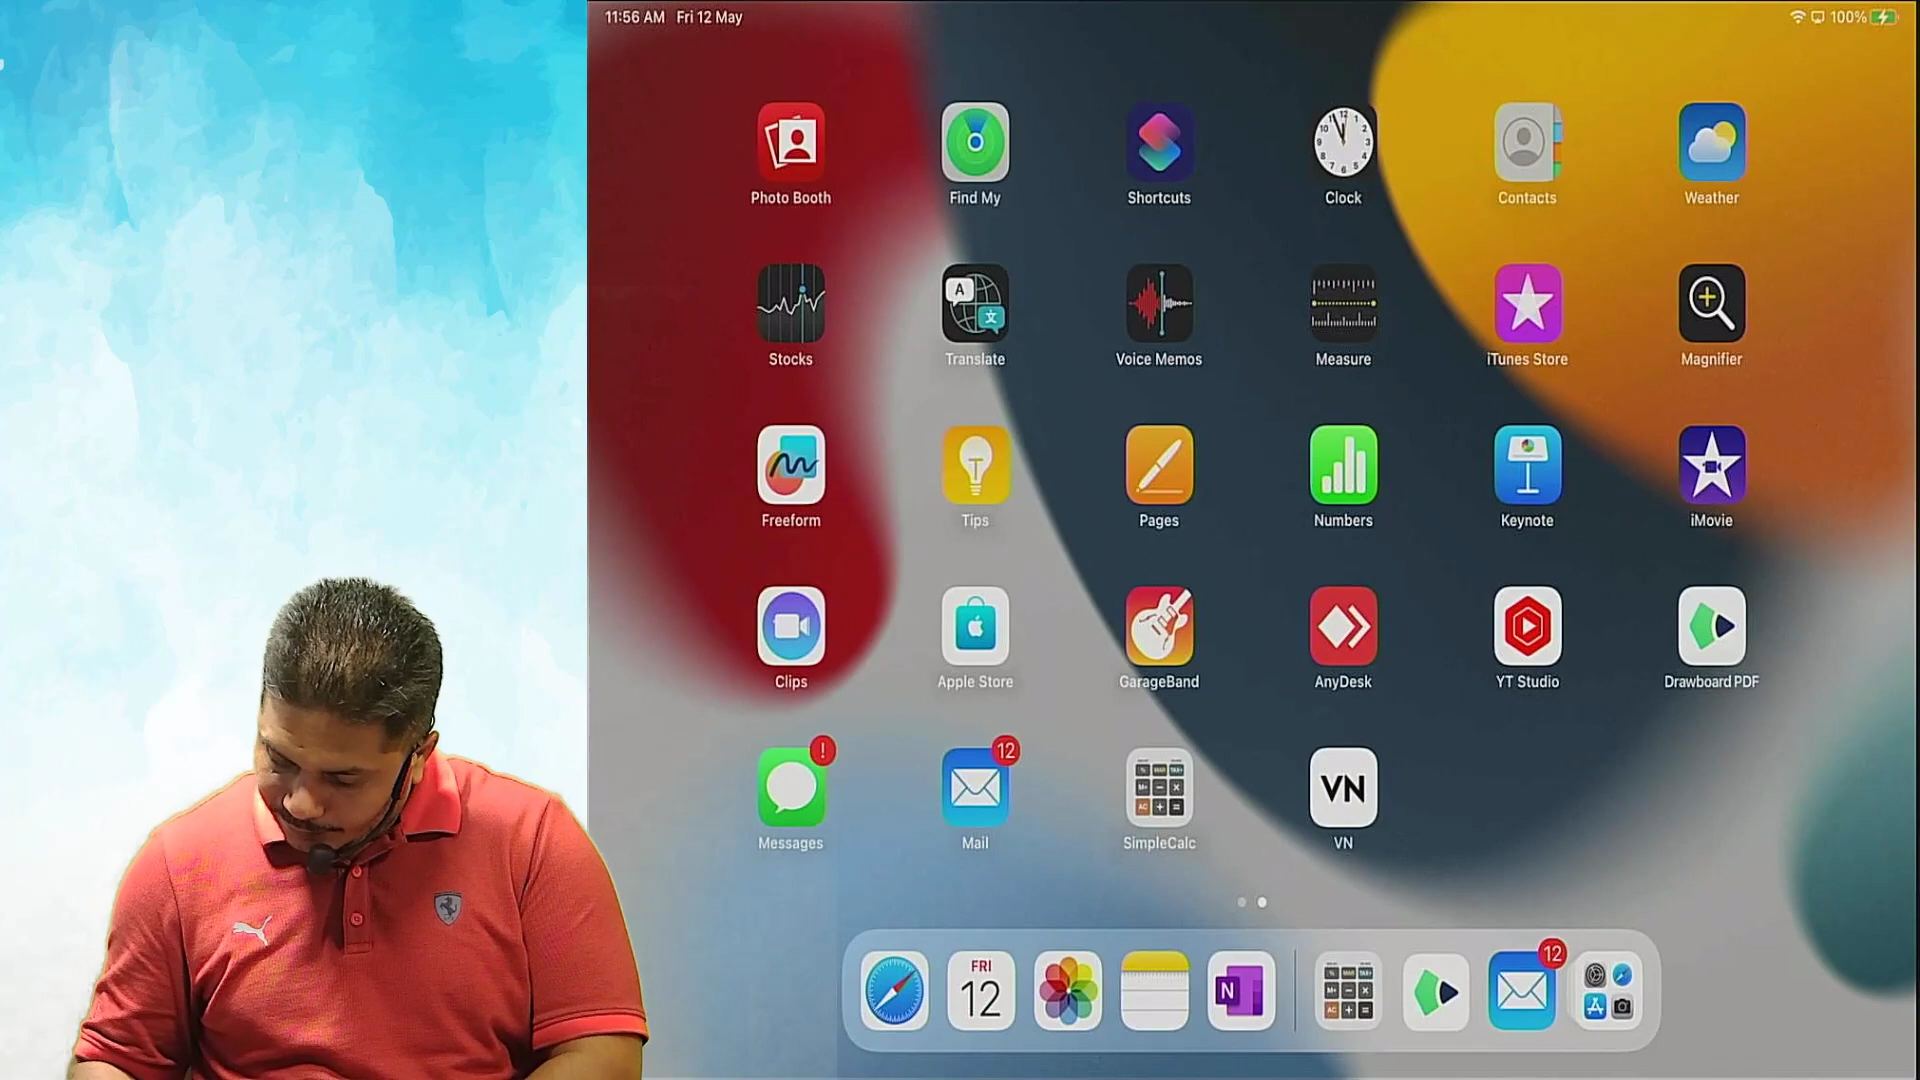 11:56 AM Fri 12 May
100%
Photo Booth
Find My
Shortcuts
Clock
Contacts
Weather
A
文
Stocks
Translate
Voice Memos
Measure
iTunes Store
Magnifier
Freeform
Tips
Pages
Numbers
Keynote
iMovie
Clips
Apple Store
GarageBand
AnyDesk
YT Studio
Drawboard PDF
!
12
VN
Messages
Mail
SimpleCalc
VN
FRI
12
N
12